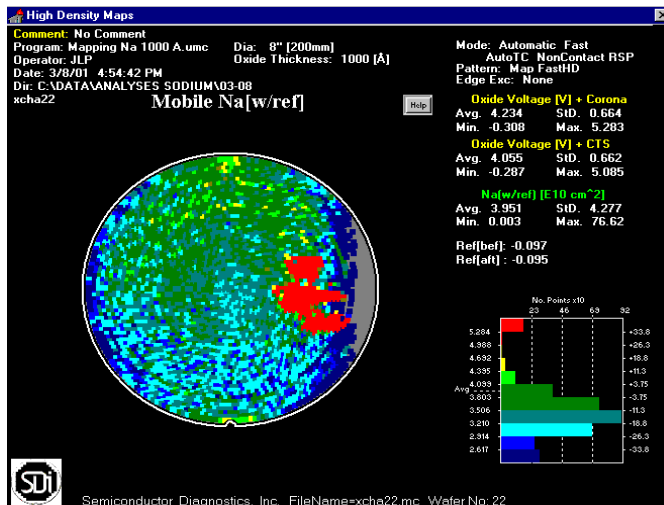 High Density Maps
Comment: No Comment
Program: Mapping Na 1000 A.umc Dia: 8" [200mm]
Operator: JLP Oxide Thickness: 1000 [Å]
Date: 3/8/01 4:54:42 PM
Dir: C:\DATA\ANALYSES SODIUM\03-08
xcha22
Mobile Na[w/ref]
Help
Mode: Automatic Fast
AutoTC NonContact RSP
Pattern: Map FastHD
Edge Exc: None
Oxide Voltage [V] + Corona
Avg. 4.234 StD. 0.664
Min. -0.308 Max. 5.283
Oxide Voltage [V] + CTS
Avg. 4.055 StD. 0.662
Min. -0.287 Max. 5.085
Na[w/ref] [E10 cm^2]
Avg. 3.951 StD. 4.277
Min. 0.003 Max. 76.62
Ref[bef]: -0.097
Ref[aft] : -0.095
No. Points x10
23 46 69 92
5.284 +33.8
4.988 +26.3
4.692 +18.8
4.395 +11.3
4.099 +3.75
Avg
3.803 -3.75
3.506 -11.3
3.210 -18.8
2.914 -26.3
2.617 -33.8
SDi
Semiconductor Diagnostics, Inc. FileName=xcha22.mc Wafer No: 22